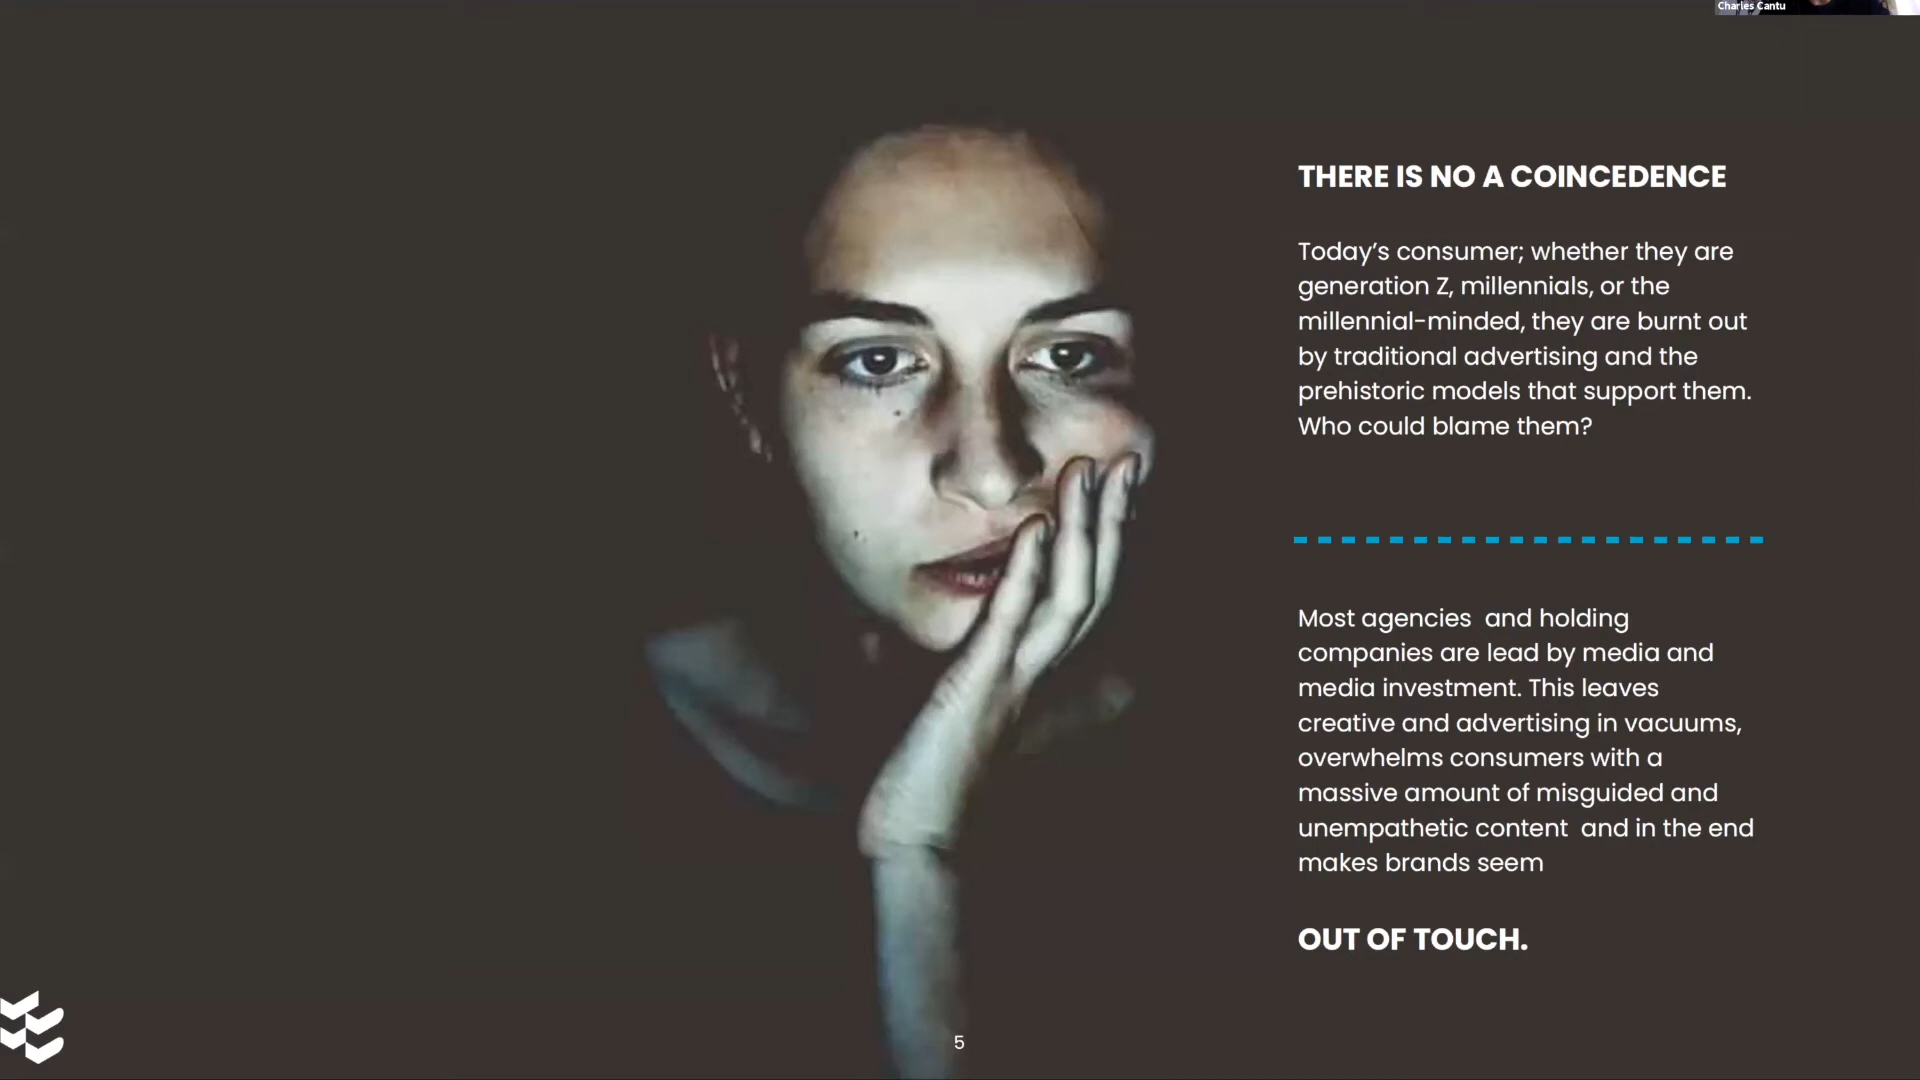 Charles Cantu
THERE IS NO A COINCEDENCE
Today’s consumer; whether they are
generation Z, millennials, or the
millennial-minded, they are burnt out
by traditional advertising and the
prehistoric models that support them.
Who could blame them?
Most agencies  and holding
companies are lead by media and
media investment. This leaves
creative and advertising in vacuums,
overwhelms consumers with a
massive amount of misguided and
unempathetic content  and in the end
makes brands seem
OUT OF TOUCH.
5